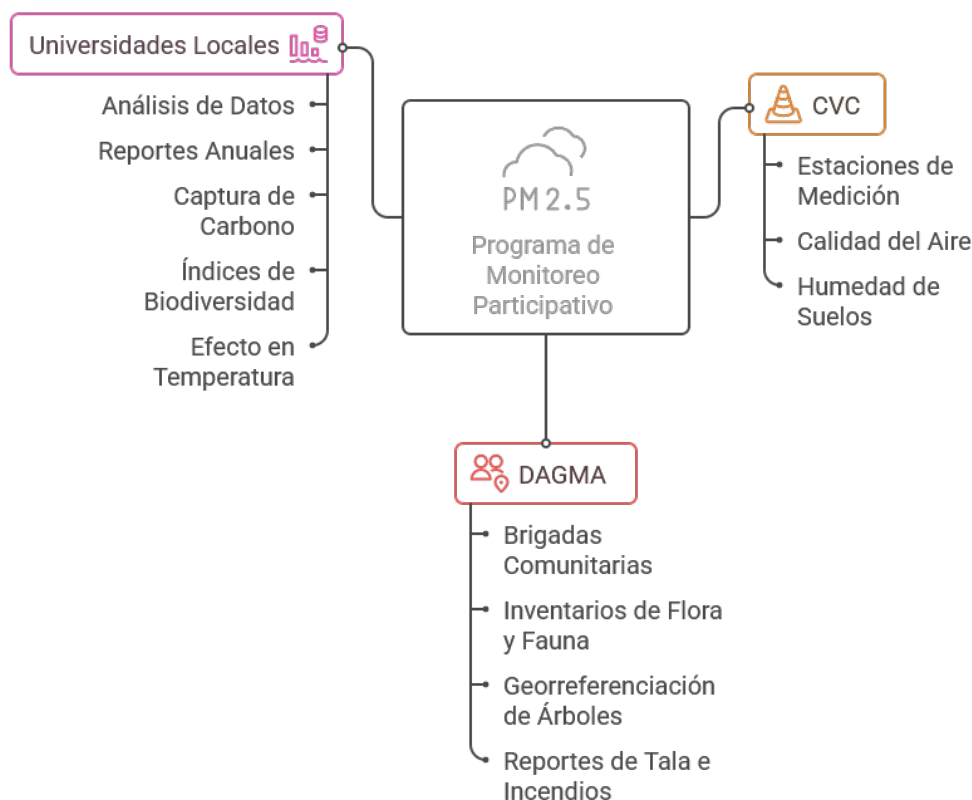 Universidades Locales
Análisis de Datos
Reportes Anuales
Captura de
Carbono
Índices de
Biodiversidad
Efecto en
Temperatura
PM 2.5
Programa de
Monitoreo
Participativo
CVC
Estaciones de
Medición
Calidad del Aire
Humedad de
Suelos
DAGMA
Brigadas
Comunitarias
Inventarios de Flora
y Fauna
Georreferenciación
de Árboles
Reportes de Tala e
Incendios